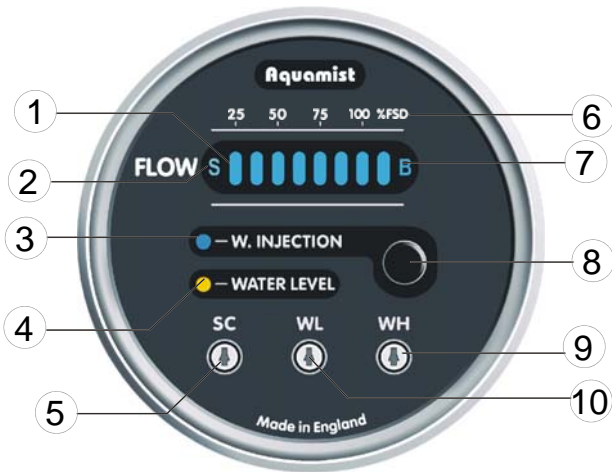 Aquamist
25 50 75 100 %FSD
1
6
FLOW S B
2
7
3
W. INJECTION
8
WATER LEVEL
4
SC WL WH
9
5
10
Made in England